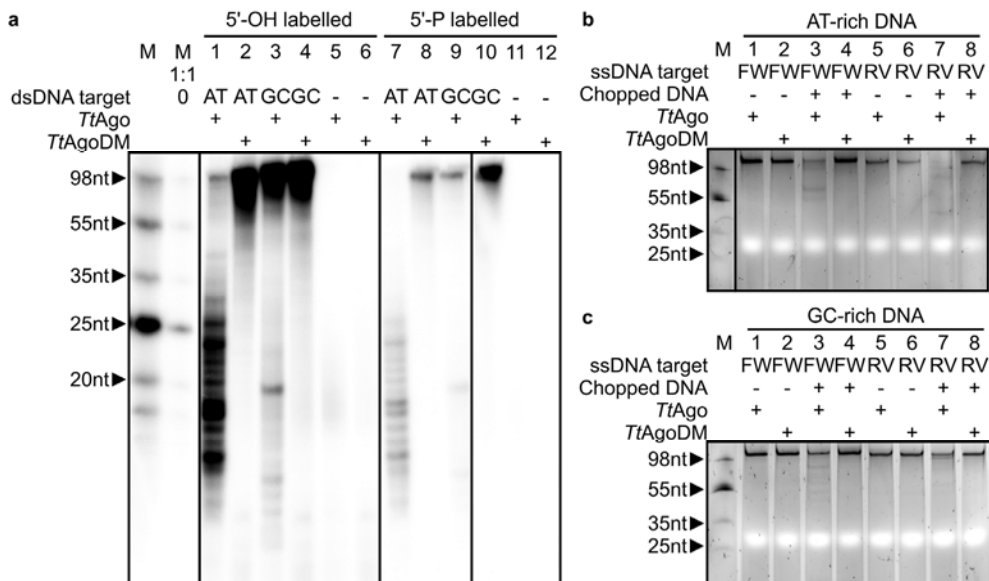 a
5'-OH labelled 5'-P labelled
M M 1 2 3 4 5 6 7 8 9 10 11 12
1:1
dsDNA target 0 AT AT GC GC - - AT AT GC GC - -
TtAgo + + + + + +
TtAgoDM + + + + + +
98nt
55nt
35nt
25nt
20nt
b
AT-rich DNA
M 1 2 3 4 5 6 7 8
ssDNA target FW FW FW FW RV RV RV RV
Chopped DNA - - + + - - + +
TtAgo + + + +
TtAgoDM + + + +
98nt
55nt
35nt
25nt
c
GC-rich DNA
M 1 2 3 4 5 6 7 8
ssDNA target FW FW FW FW RV RV RV RV
Chopped DNA - - + + - - + +
TtAgo + + + +
TtAgoDM + + + +
98nt
55nt
35nt
25nt